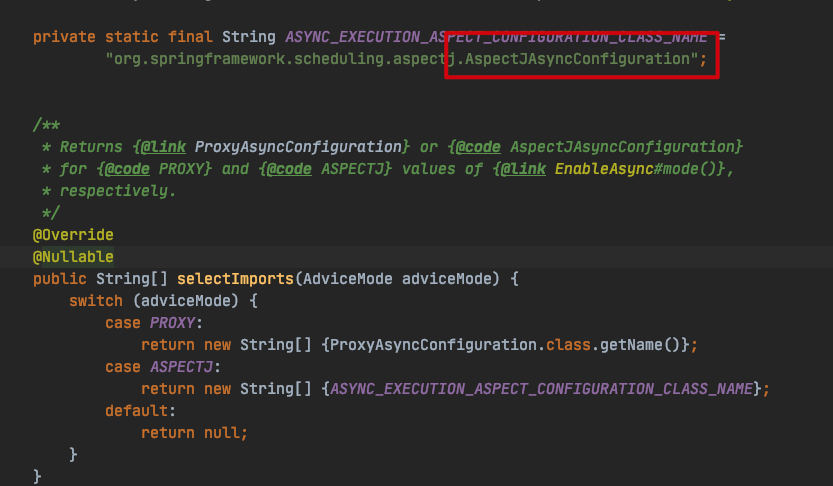 private static final String ASYNC_EXECUTION_ASPECT_CONFIGURATION_CLASS_NAME =
"org.springframework.scheduling.aspectj.AspectJAsyncConfiguration";
/**
* Returns {@link ProxyAsyncConfiguration} or {@code AspectJAsyncConfiguration}
* for {@code PROXY} and {@code ASPECTJ} values of {@link EnableAsync#mode()},
* respectively.
*/
@Override
@Nullable
public String[] selectImports(AdviceMode adviceMode) {
switch (adviceMode) {
case PROXY:
return new String[] {ProxyAsyncConfiguration.class.getName()};
case ASPECTJ:
return new String[] {ASYNC_EXECUTION_ASPECT_CONFIGURATION_CLASS_NAME};
default:
return null;
}
}